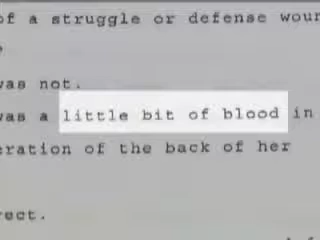 of a struggle or defense woun
?
was not.
was a little bit of blood in
eration of the back of her
rect.